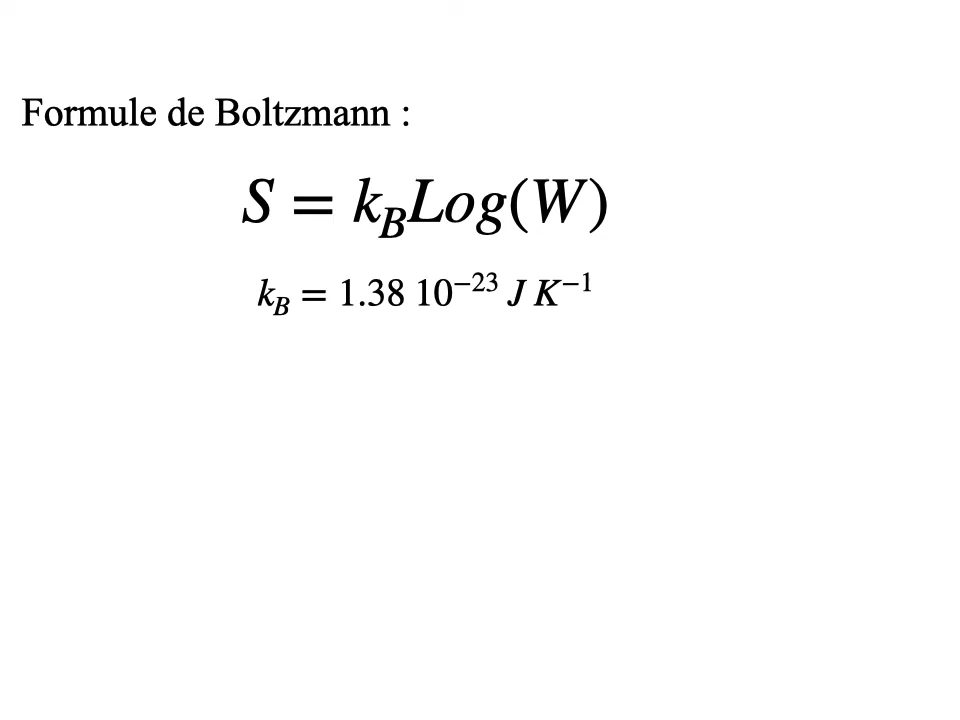 Formule de Boltzmann :
S = k_B Log(W)
k_B = 1.38 10⁻²³ J K⁻¹